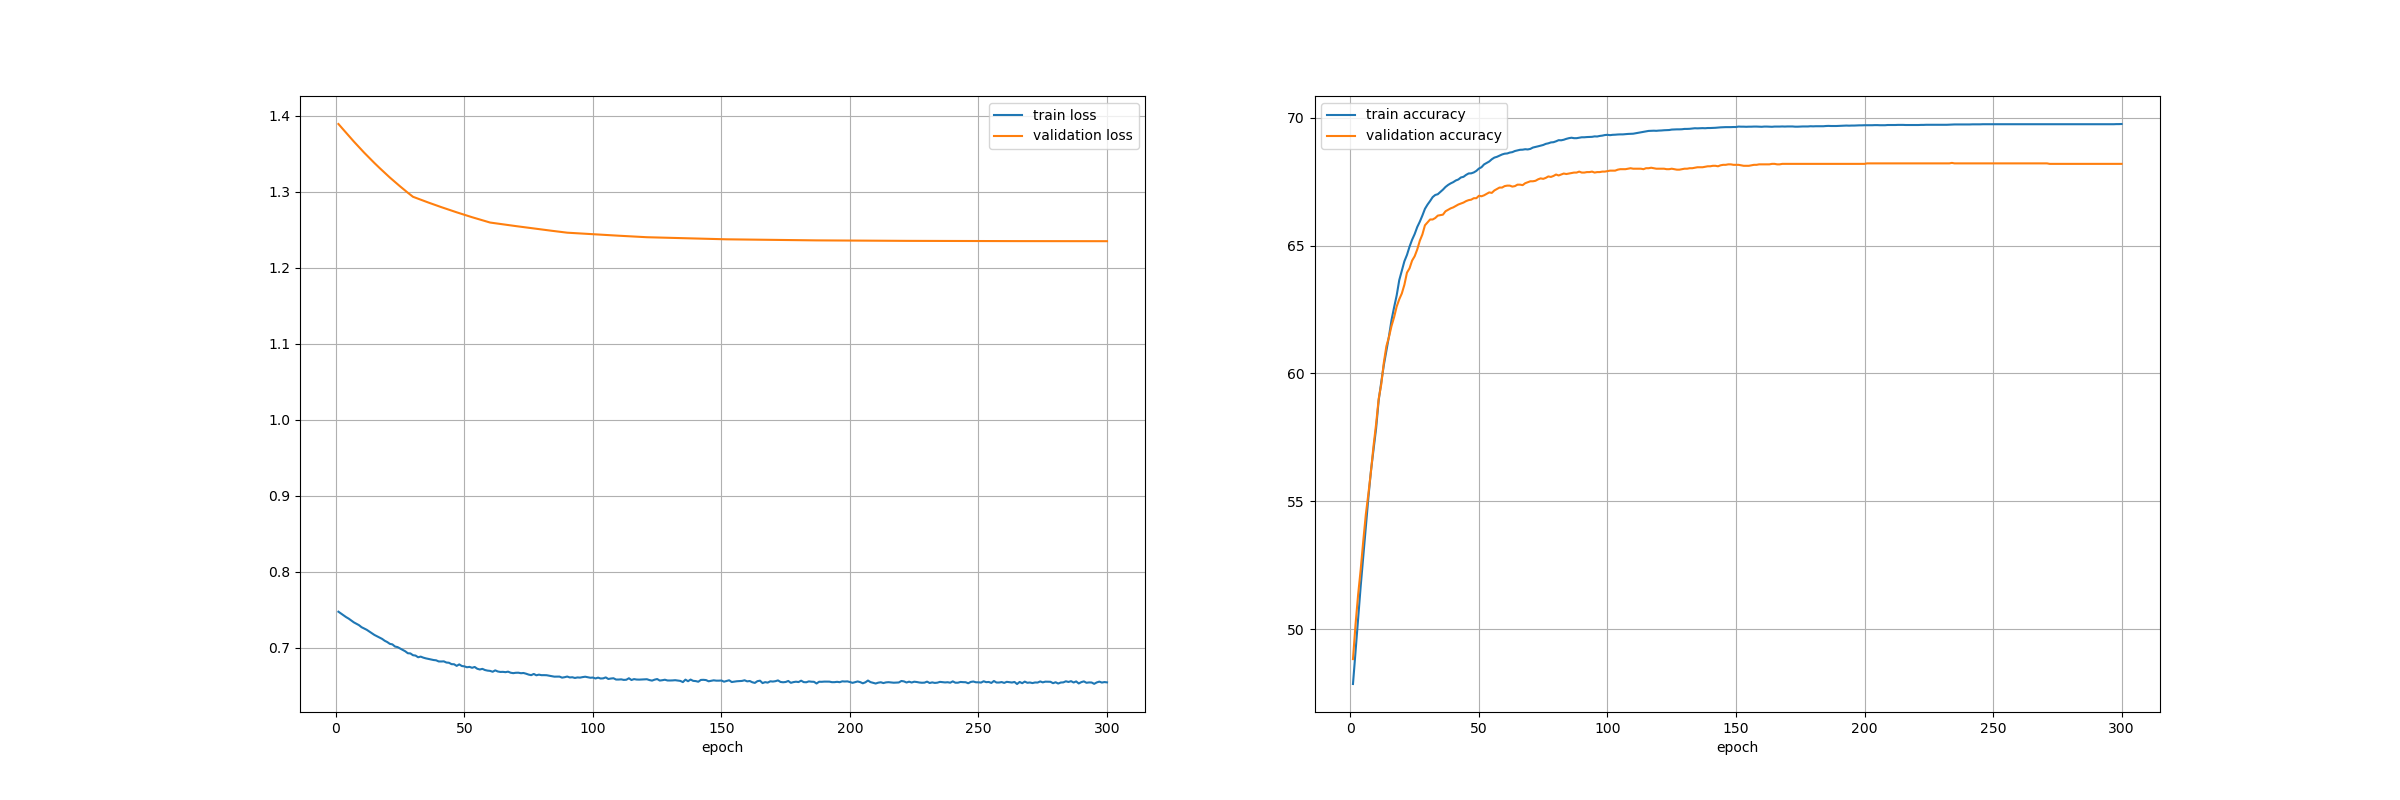 train loss
validation loss
1.4
1.3
1.2
1.1
1.0
0.9
0.8
0.7
0 50 100 150 200 250 300
epoch
train accuracy
validation accuracy
70
65
60
55
50
0 50 100 150 200 250 300
epoch